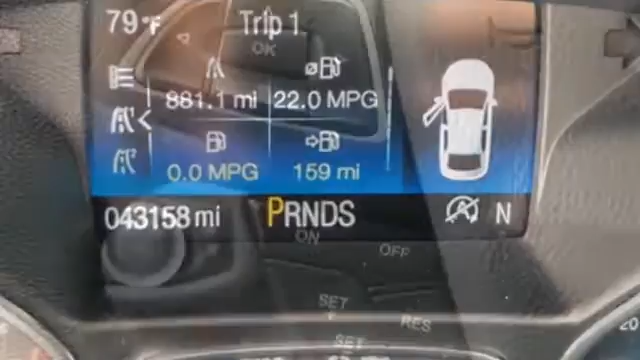 79°F Trip 1
OK
881.1 mi 22.0 MPG
0.0 MPG 159 mi
043158 mi PRNDS N
ON
OFF
SET
RES
SET
20